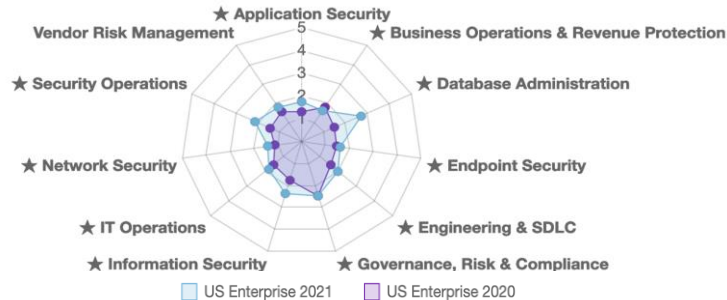 ★ Application Security
Vendor Risk Management
★ Business Operations & Revenue Protection
★ Security Operations
★ Database Administration
★ Network Security
★ Endpoint Security
★ IT Operations
★ Engineering & SDLC
★ Information Security
★ Governance, Risk & Compliance
5
4
3
2
US Enterprise 2021
US Enterprise 2020